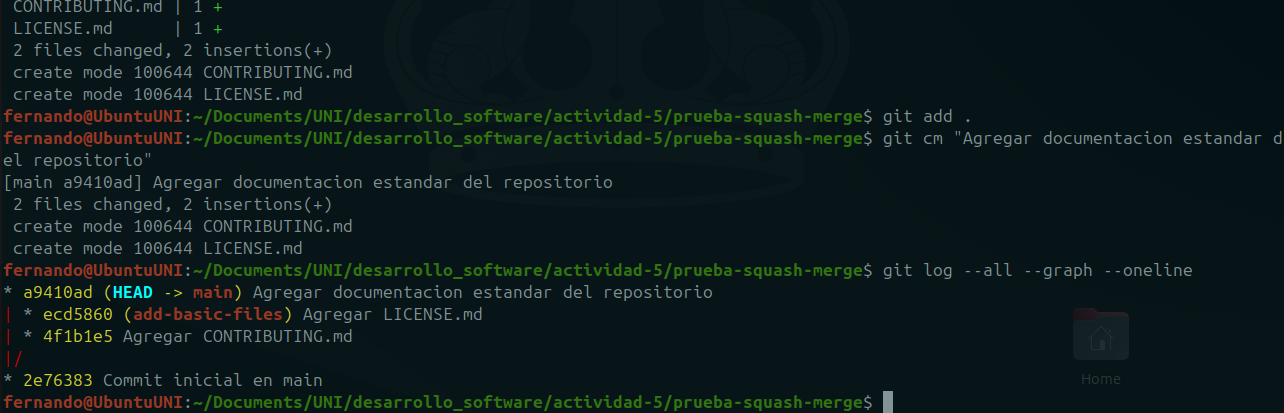 CONTRIBUTING.md | 1 +
LICENSE.md      | 1 +
2 files changed, 2 insertions(+)
create mode 100644 CONTRIBUTING.md
create mode 100644 LICENSE.md
fernando@UbuntuUNI:~/Documents/UNI/desarrollo_software/actividad-5/prueba-squash-merge$ git add .
fernando@UbuntuUNI:~/Documents/UNI/desarrollo_software/actividad-5/prueba-squash-merge$ git cm "Agregar documentacion estandar d
el repositorio"
[main a9410ad] Agregar documentacion estandar del repositorio
2 files changed, 2 insertions(+)
create mode 100644 CONTRIBUTING.md
create mode 100644 LICENSE.md
fernando@UbuntuUNI:~/Documents/UNI/desarrollo_software/actividad-5/prueba-squash-merge$ git log --all --graph --oneline
* a9410ad (HEAD -> main) Agregar documentacion estandar del repositorio
| * ecd5860 (add-basic-files) Agregar LICENSE.md
| * 4f1b1e5 Agregar CONTRIBUTING.md
|/
* 2e76383 Commit inicial en main
fernando@UbuntuUNI:~/Documents/UNI/desarrollo_software/actividad-5/prueba-squash-merge$
Home